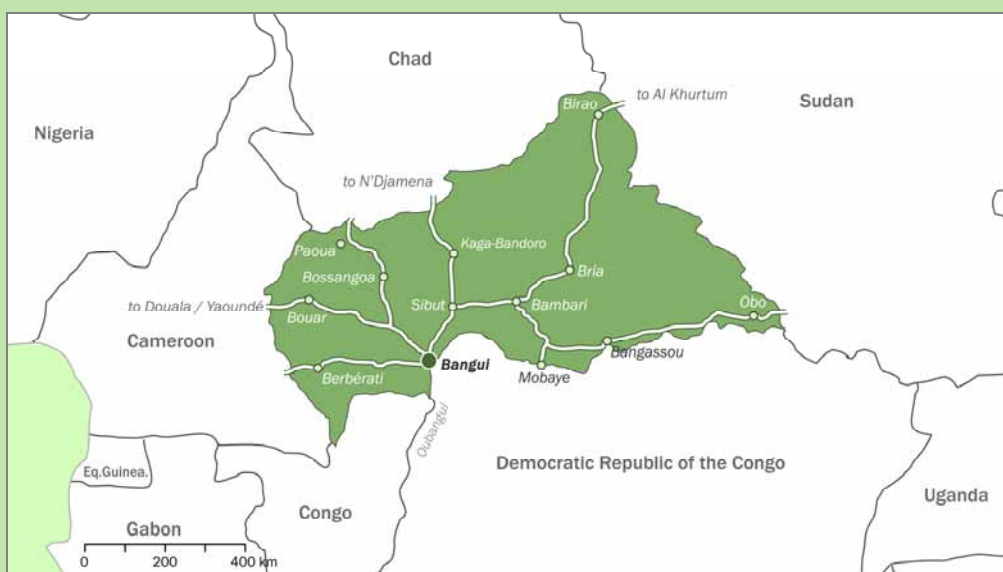 Chad
to Al Khurtum
Birao
Sudan
Nigeria
to N'Djamena
Paoua
Kaga-Bandoro
Bossangoa
Bria
to Douala / Yaoundé
Bouar
Sibut
Bambari
Obo
Cameroon
Bangui
Bangassou
Berbérati
Mobaye
Oubangui
Democratic Republic of the Congo
Eq.Guinea.
Uganda
Congo
Gabon
0 200 400 km